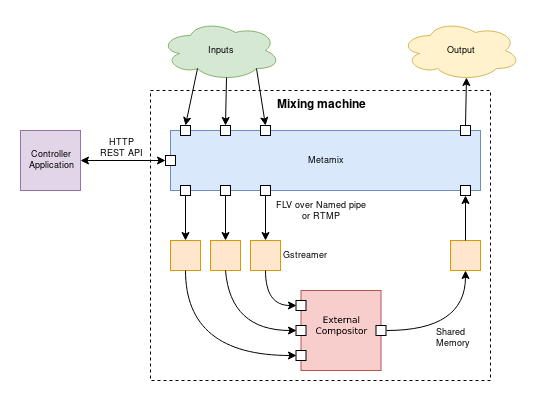 Inputs
Output
Mixing machine
Controller
Application
HTTP
REST API
Metamix
FLV over Named pipe
or RTMP
Gstreamer
External
Compositor
Shared
Memory